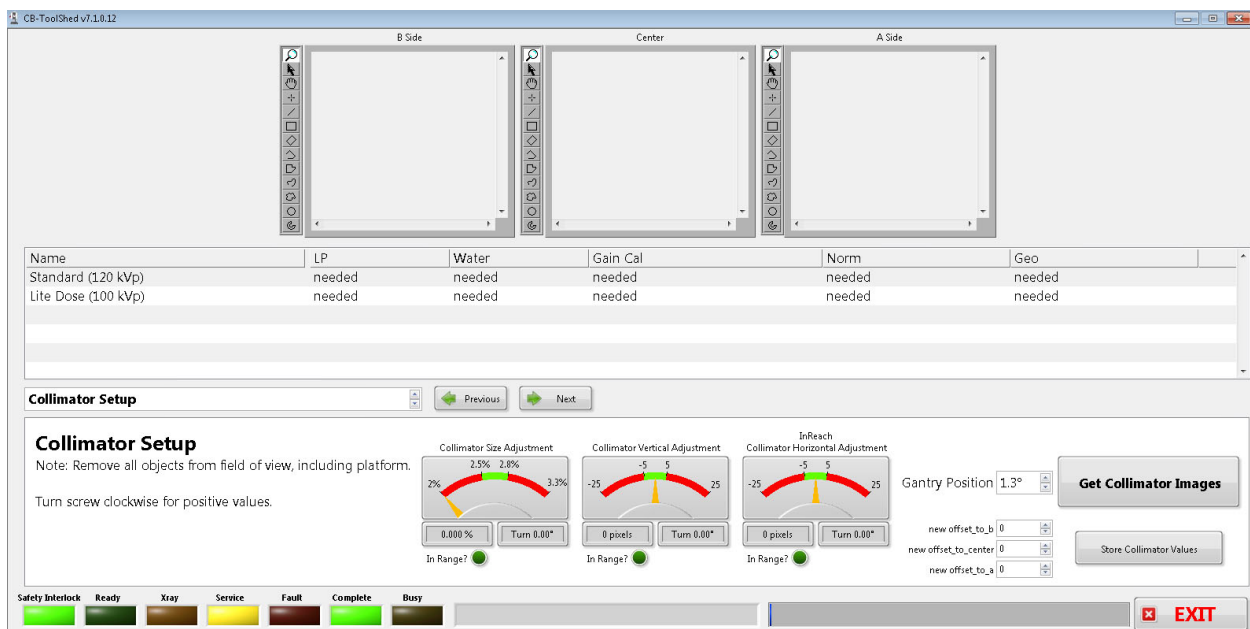 CB-ToolShed v7.1.0.12
B Side Center A Side
Name LP Water Gain Cal Norm Geo
Standard (120 kVp) needed needed needed needed needed
Lite Dose (100 kVp) needed needed needed needed needed
Collimator Setup Previous Next
Collimator Setup
Note: Remove all objects from field of view, including platform.
Turn screw clockwise for positive values.
Collimator Size Adjustment
2% 2.5% 2.8% 3.3%
0.000 % Turn 0.00°
In Range?
Collimator Vertical Adjustment
-25 -5 5 25
0 pixels Turn 0.00°
In Range?
InReach
Collimator Horizontal Adjustment
-25 -5 5 25
0 pixels Turn 0.00°
In Range?
Gantry Position 1.3°
Get Collimator Images
new offset_to_b 0
new offset_to_center 0
new offset_to_a 0
Store Collimator Values
Safety Interlock Ready Xray Service Fault Complete Busy
EXIT